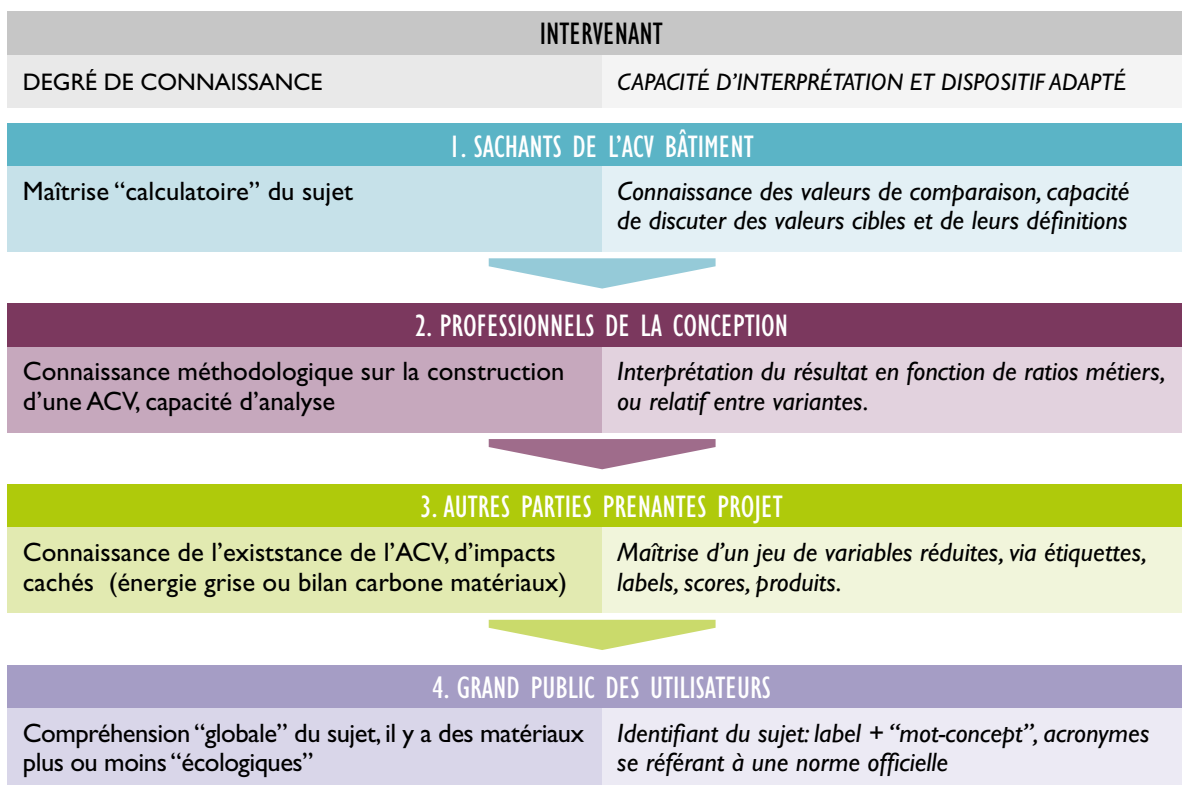 INTERVENANT
DEGRÉ DE CONNAISSANCE
CAPACITÉ D’INTERPRÉTATION ET DISPOSITIF ADAPTÉ
1. SACHANTS DE L’ACV BÂTIMENT
Maîtrise “calculatoire” du sujet
Connaissance des valeurs de comparaison, capacité
de discuter des valeurs cibles et de leurs définitions
2. PROFESSIONNELS DE LA CONCEPTION
Connaissance méthodologique sur la construction
d’une ACV, capacité d’analyse
Interprétation du résultat en fonction de ratios métiers,
ou relatif entre variantes.
3. AUTRES PARTIES PRENANTES PROJET
Connaissance de l’existstance de l’ACV, d’impacts
cachés (énergie grise ou bilan carbone matériaux)
Maîtrise d’un jeu de variables réduites, via étiquettes,
labels, scores, produits.
4. GRAND PUBLIC DES UTILISATEURS
Compréhension “globale” du sujet, il y a des matériaux
plus ou moins “écologiques”
Identifiant du sujet: label + “mot-concept”, acronymes
se référant à une norme officielle